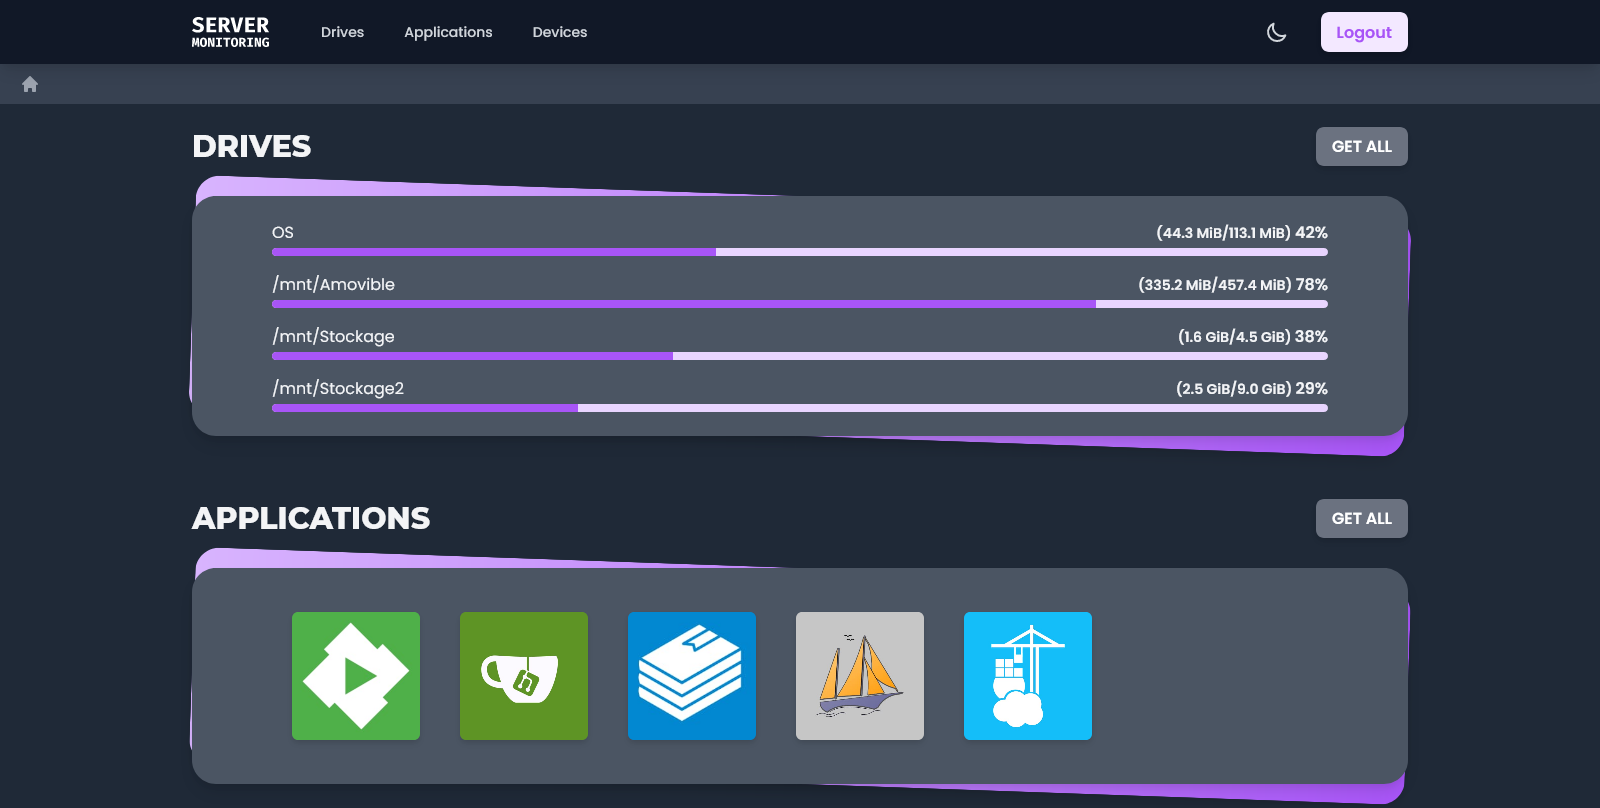 SERVER
MONITORING
Drives
Applications
Devices
Logout
DRIVES
GET ALL
OS
(44.3 MiB/113.1 MiB) 42%
/mnt/Amovible
(335.2 MiB/457.4 MiB) 78%
/mnt/Stockage
(1.6 GiB/4.5 GiB) 38%
/mnt/Stockage2
(2.5 GiB/9.0 GiB) 29%
APPLICATIONS
GET ALL